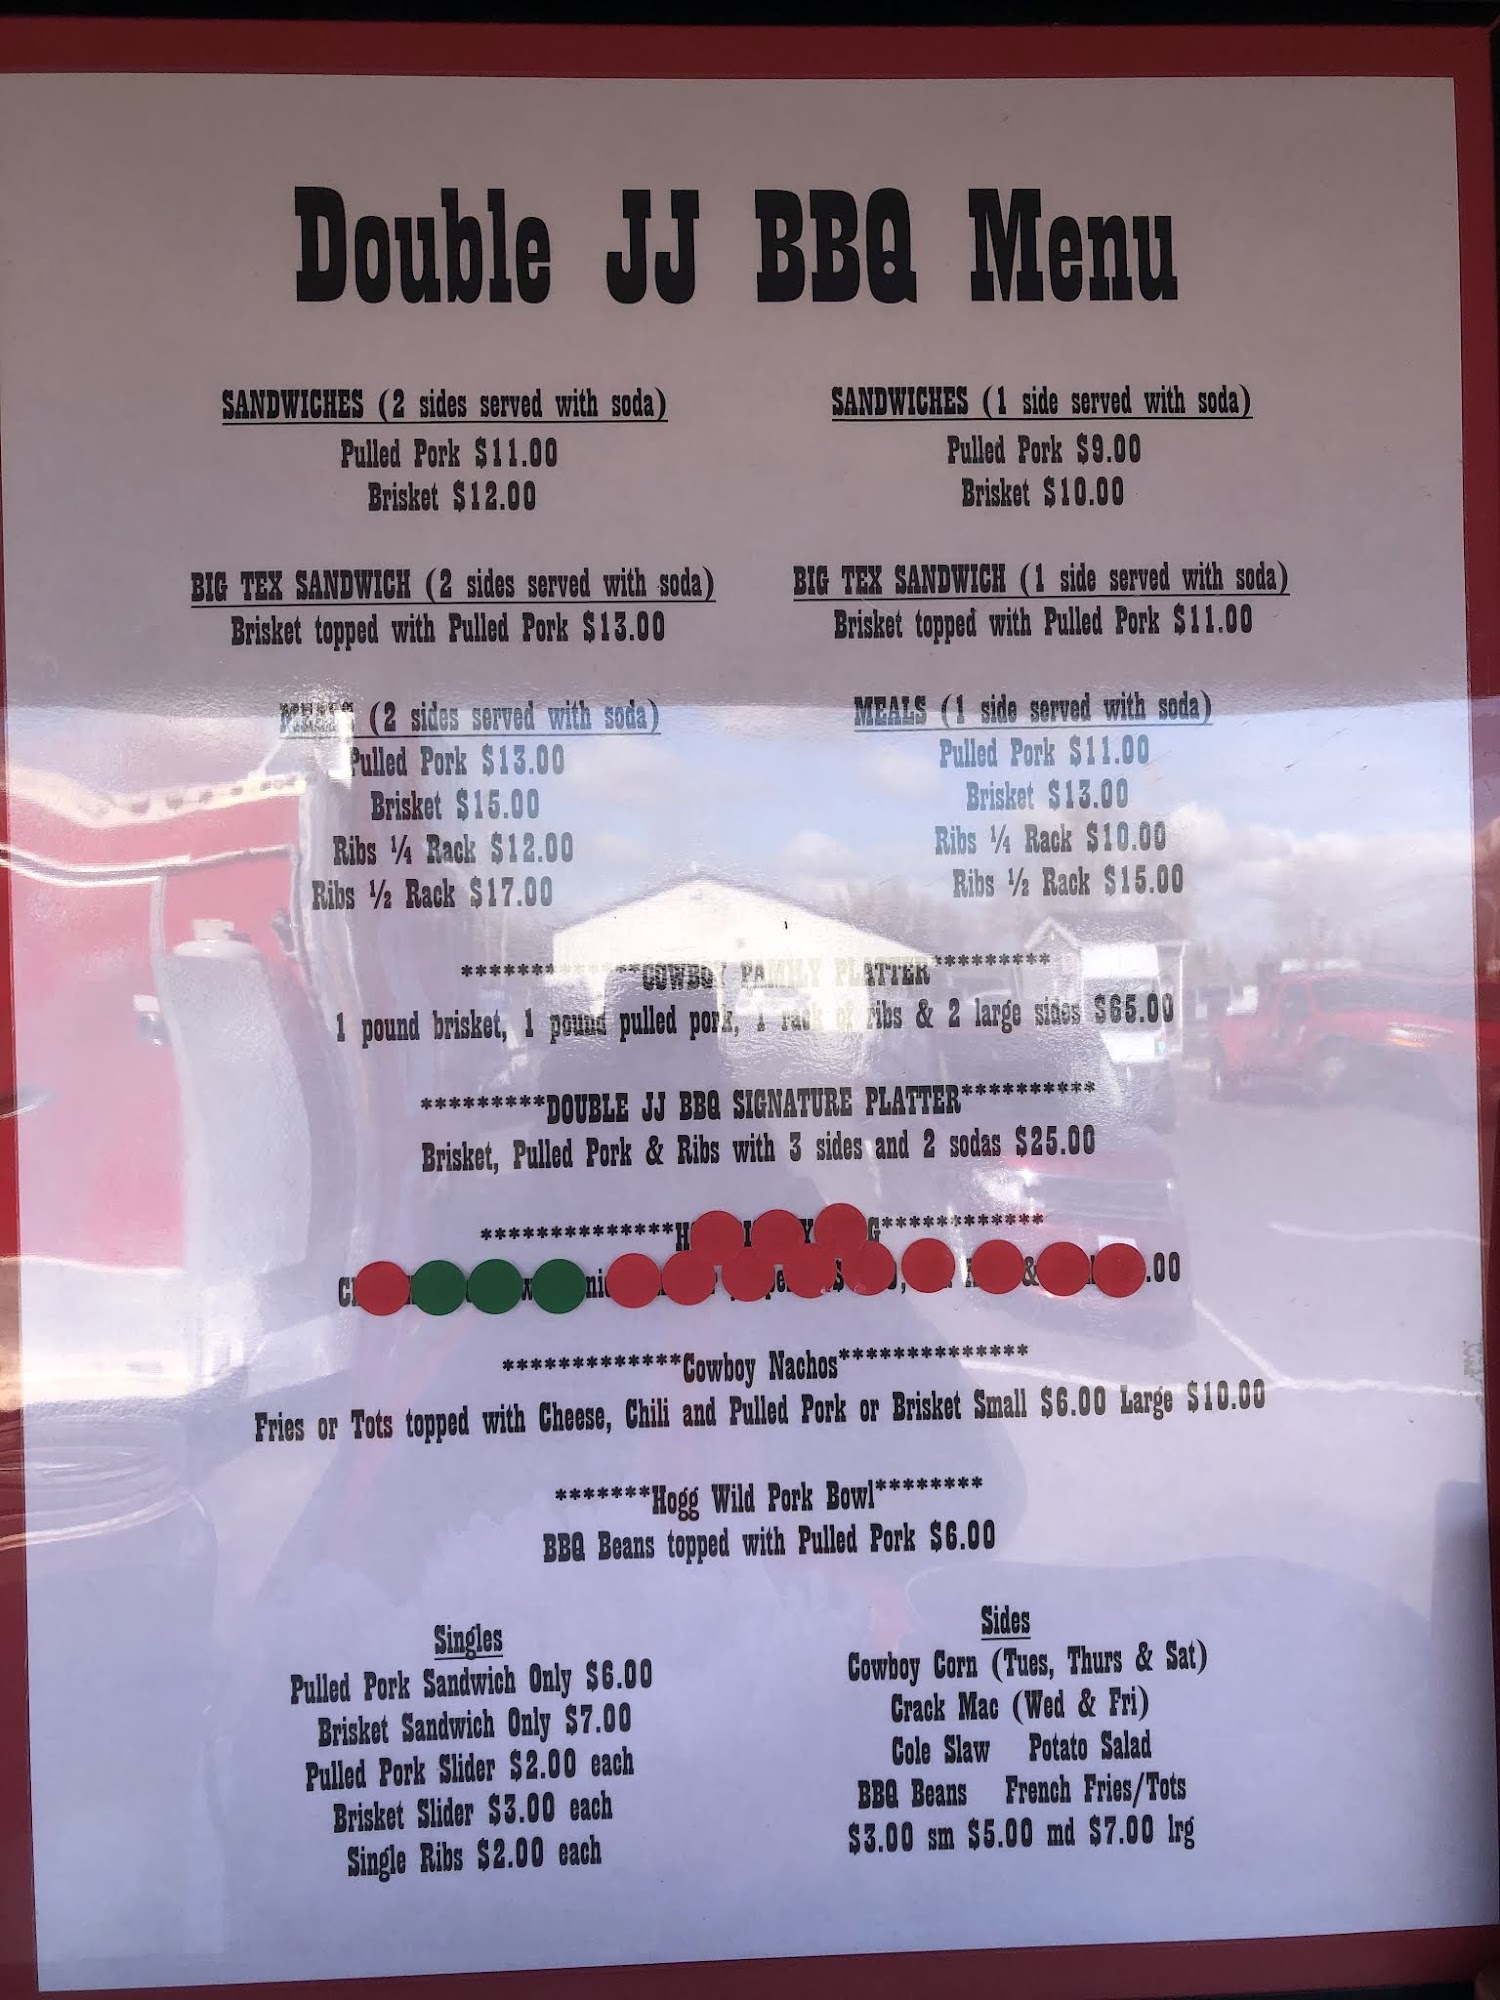 Double JJ BBQ Menu
SANDWICHES (2 sides served with soda)
Pulled Pork $11.00
Brisket $12.00
SANDWICHES (1 side served with soda)
Pulled Pork $9.00
Brisket $10.00
BIG TEX SANDWICH (2 sides served with soda)
Brisket topped with Pulled Pork $13.00
BIG TEX SANDWICH (1 side served with soda)
Brisket topped with Pulled Pork $11.00
MEALS (2 sides served with soda)
Pulled Pork $13.00
Brisket $15.00
Ribs ¼ Rack $12.00
Ribs ½ Rack $17.00
MEALS (1 side served with soda)
Pulled Pork $11.00
Brisket $13.00
Ribs ¼ Rack $10.00
Ribs ½ Rack $15.00
*************COWBOY FAMILY PLATTER*********
1 pound brisket, 1 pound pulled pork, 1 rack of ribs & 2 large sides $65.00
*********DOUBLE JJ BBQ SIGNATURE PLATTER**********
Brisket, Pulled Pork & Ribs with 3 sides and 2 sodas $25.00
*************Cowboy Nachos**************
Fries or Tots topped with Cheese, Chili and Pulled Pork or Brisket Small $6.00 Large $10.00
*******Hogg Wild Pork Bowl********
BBQ Beans topped with Pulled Pork $6.00
Singles
Pulled Pork Sandwich Only $6.00
Brisket Sandwich Only $7.00
Pulled Pork Slider $2.00 each
Brisket Slider $3.00 each
Single Ribs $2.00 each
Sides
Cowboy Corn (Tues, Thurs & Sat)
Crack Mac (Wed & Fri)
Cole Slaw Potato Salad
BBQ Beans French Fries/Tots
$3.00 sm $5.00 md $7.00 lrg